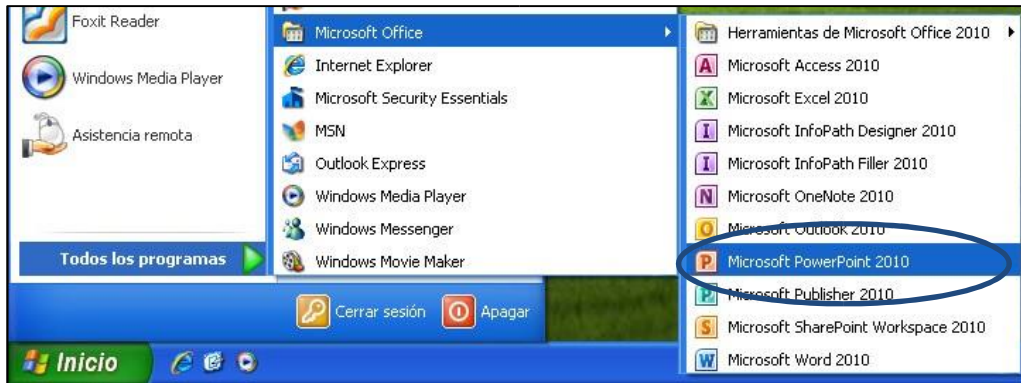 Foxit Reader
Windows Media Player
Asistencia remota
Todos los programas
Microsoft Office
Internet Explorer
Microsoft Security Essentials
MSN
Outlook Express
Windows Media Player
Windows Messenger
Windows Movie Maker
Herramientas de Microsoft Office 2010
Microsoft Access 2010
Microsoft Excel 2010
Microsoft InfoPath Designer 2010
Microsoft InfoPath Filler 2010
Microsoft OneNote 2010
Microsoft Outlook 2010
Microsoft PowerPoint 2010
Microsoft Publisher 2010
Microsoft SharePoint Workspace 2010
Microsoft Word 2010
Cerrar sesión
Apagar
Inicio